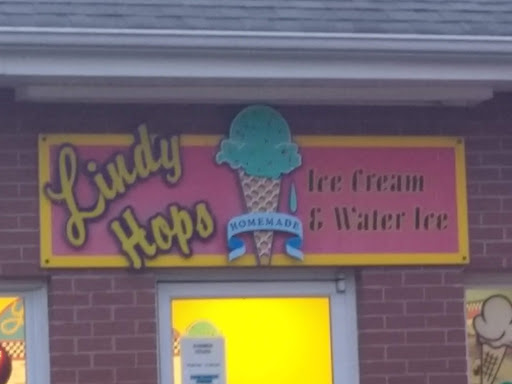 Lindy
Hops
HOMEMADE
Ice Cream
& Water Ice